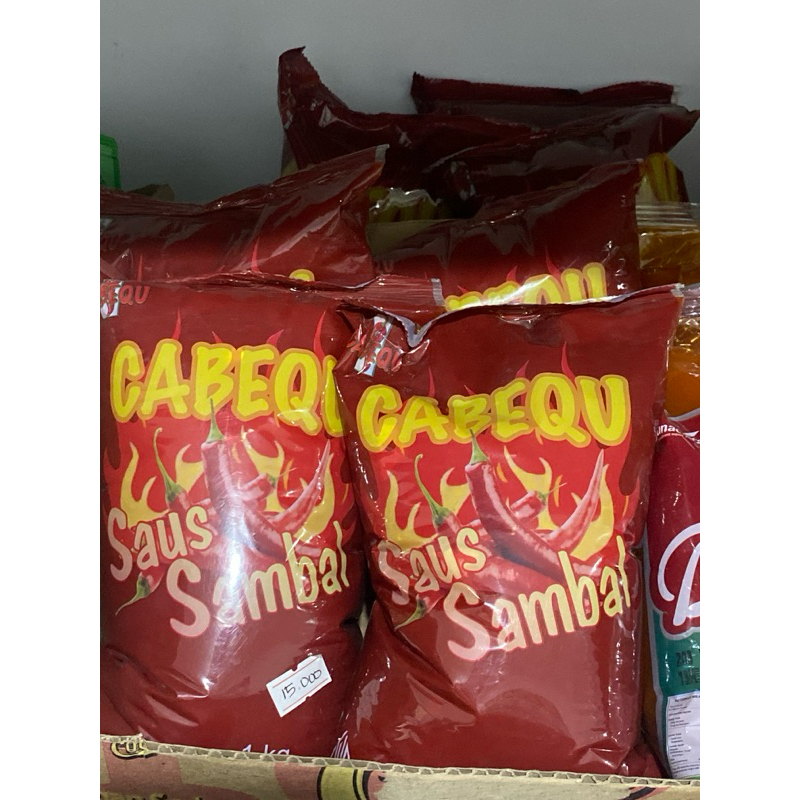 CABEQU
CABEQU
Saus
Sambal
Saus
Sambal
15.000
1 kg